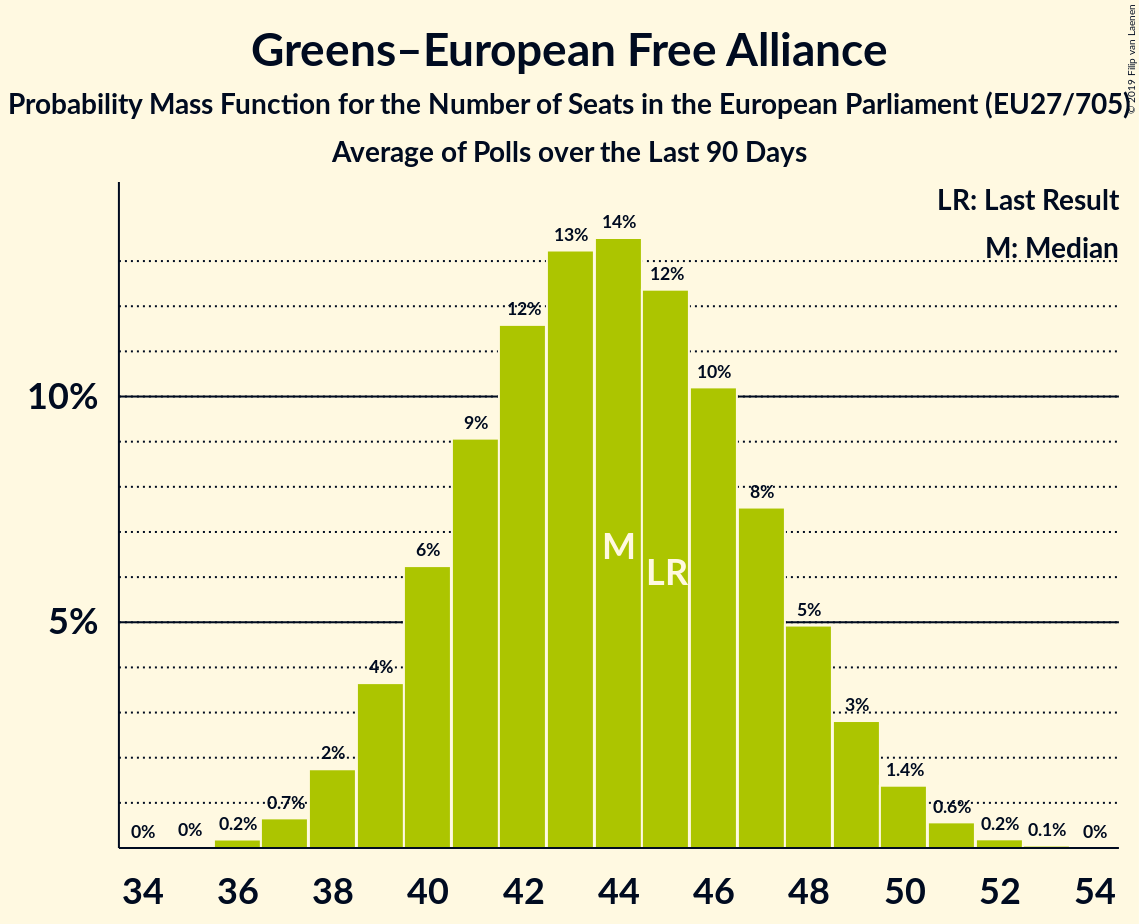 Greens–European Free Alliance
Probability Mass Function for the Number of Seats in the European Parliament (EU27/705)
Average of Polls over the Last 90 Days
© 2019 Filip van Laenen
LR: Last Result
M: Median
14%
13%
12%
12%
10%
10%
9%
8%
M
6%
LR
5%
5%
4%
3%
2%
1.4%
0.7%
0.6%
0%
0%
0.2%
0.2%
0.1%
0%
34 36 38 40 42 44 46 48 50 52 54